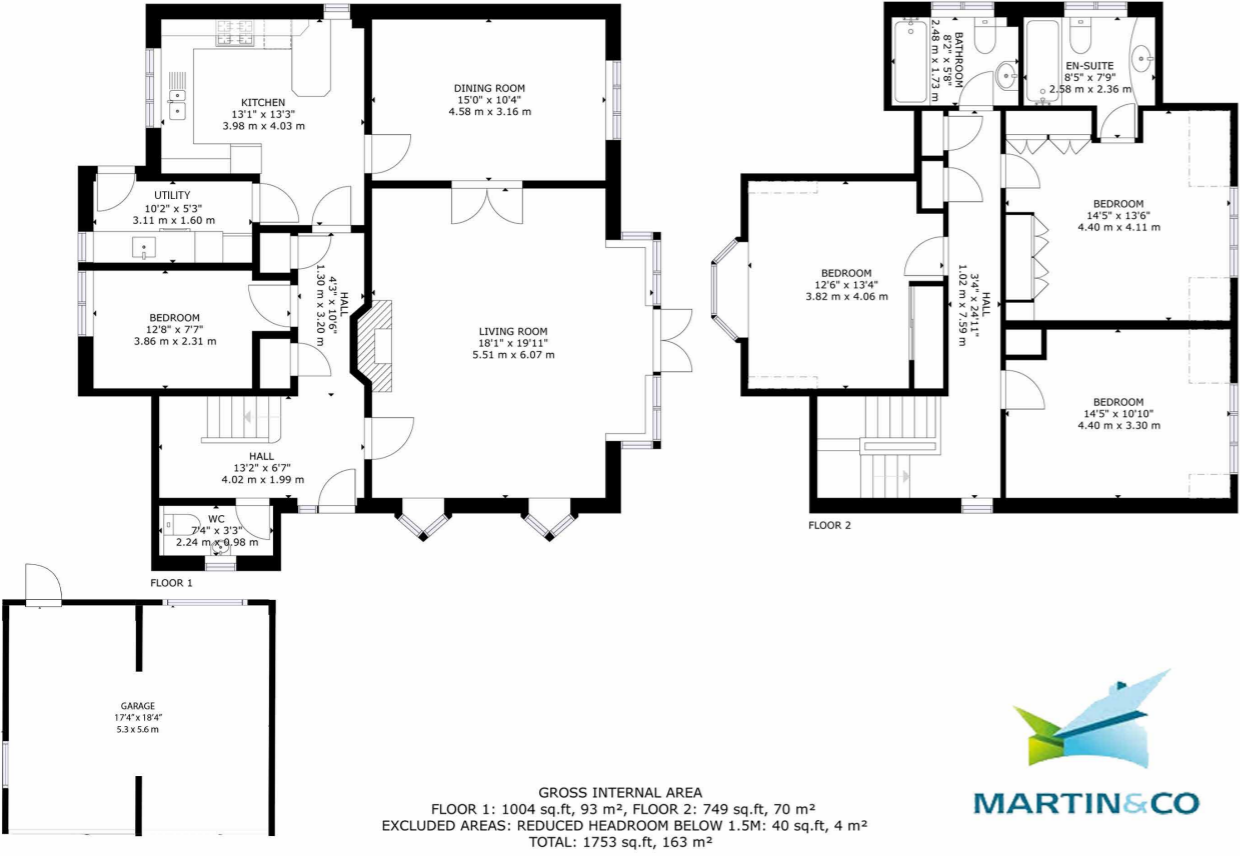 KITCHEN
13'1" x 13'3"
3.98 m x 4.03 m
DINING ROOM
15'0" x 10'4"
4.58 m x 3.16 m
UTILITY
10'2" x 5'3"
3.11 m x 1.60 m
BEDROOM
12'8" x 7'7"
3.86 m x 2.31 m
HALL
4'3" x 10'6"
1.30 m x 3.20 m
LIVING ROOM
18'1" x 19'11"
5.51 m x 6.07 m
HALL
13'2" x 6'7"
4.02 m x 1.99 m
WC
7'4" x 3'3"
2.24 m x 0.98 m
FLOOR 1
GARAGE
17'4" x 18'4"
5.3 x 5.6 m
BATHROOM
8'2" x 5'8"
2.48 m x 1.73 m
EN-SUITE
8'5" x 7'9"
2.58 m x 2.36 m
BEDROOM
14'5" x 13'6"
4.40 m x 4.11 m
BEDROOM
12'6" x 13'4"
3.82 m x 4.06 m
HALL
3'4" x 24'11"
1.02 m x 7.59 m
BEDROOM
14'5" x 10'10"
4.40 m x 3.30 m
FLOOR 2
GROSS INTERNAL AREA
FLOOR 1: 1004 sq.ft, 93 m², FLOOR 2: 749 sq.ft, 70 m²
EXCLUDED AREAS: REDUCED HEADROOM BELOW 1.5M: 40 sq.ft, 4 m²
TOTAL: 1753 sq.ft, 163 m²
MARTIN&CO